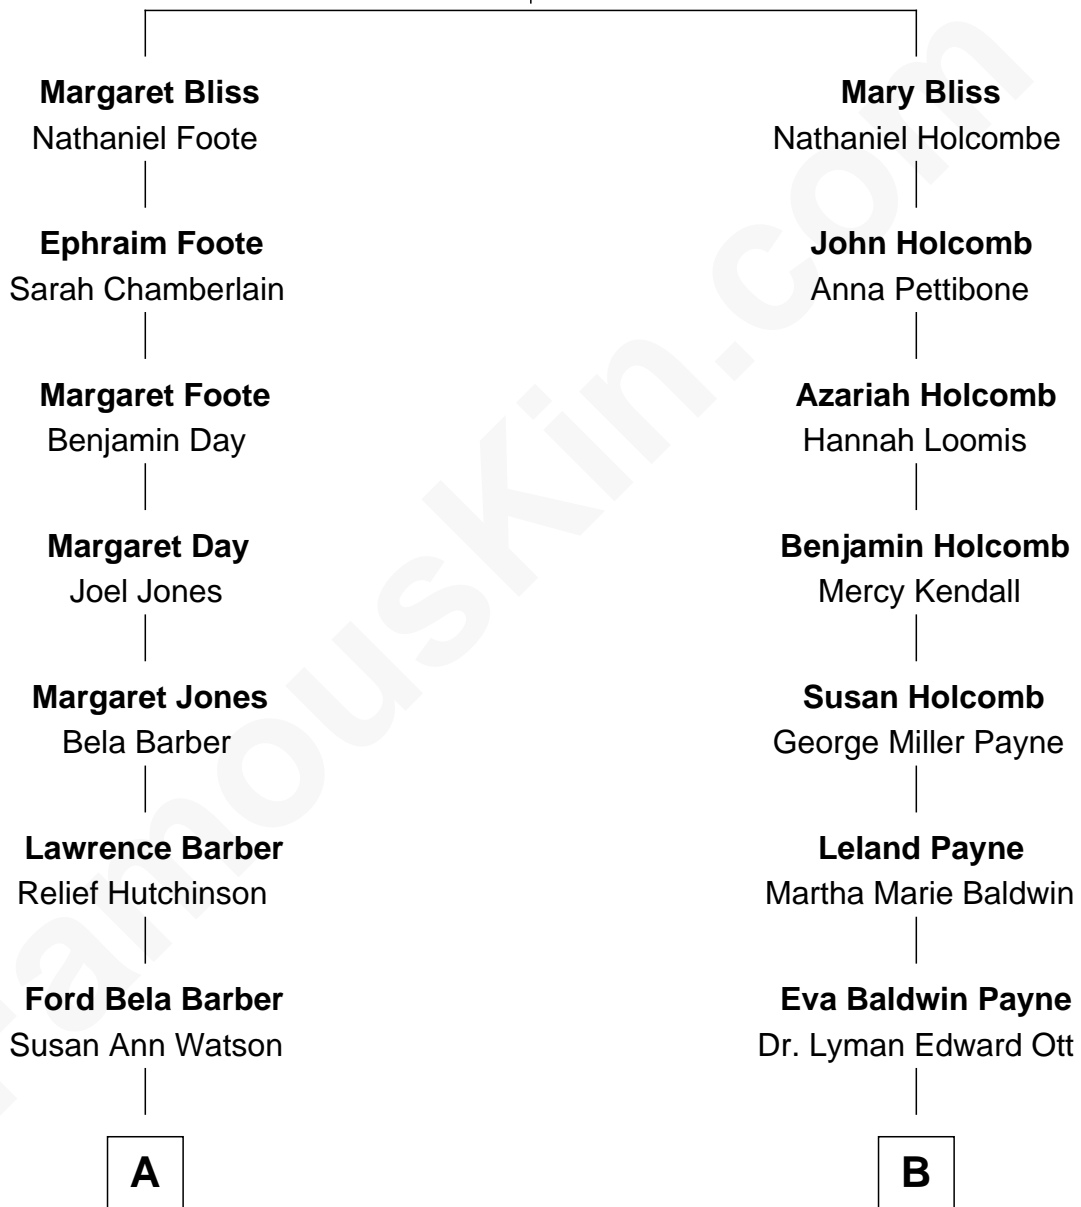 Margaret Bliss
Nathaniel Foote
Ephraim Foote
Sarah Chamberlain
Margaret Foote
Benjamin Day
Margaret Day
Joel Jones
Margaret Jones
Bela Barber
Lawrence Barber
Relief Hutchinson
Ford Bela Barber
Susan Ann Watson
A
Mary Bliss
Nathaniel Holcombe
John Holcomb
Anna Pettibone
Azariah Holcomb
Hannah Loomis
Benjamin Holcomb
Mercy Kendall
Susan Holcomb
George Miller Payne
Leland Payne
Martha Marie Baldwin
Eva Baldwin Payne
Dr. Lyman Edward Ott
B
FamousKin.com